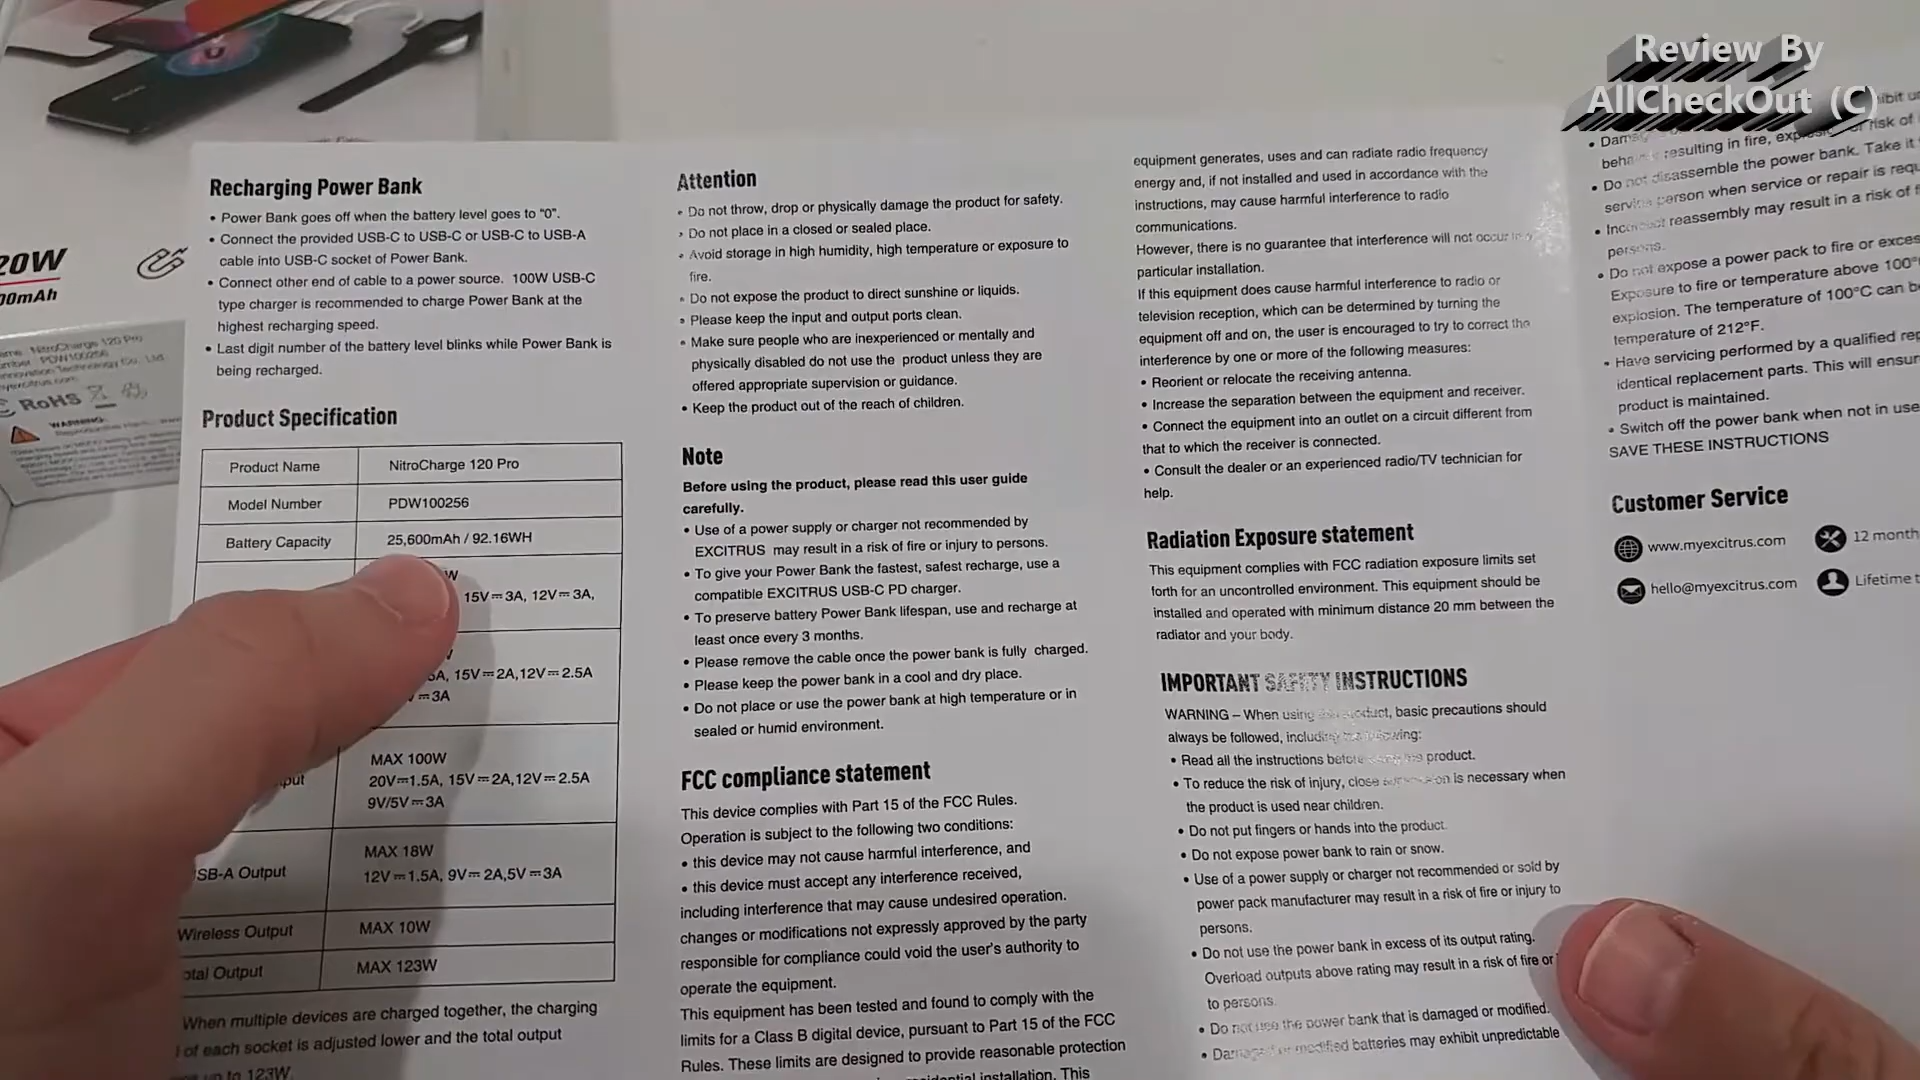 Review By
AllCheckOut (C)
20W
00mAh
NitroCharge 120 Pro
PDW100256
RoHS
WARNING
Recharging Power Bank
• Power Bank goes off when the battery level goes to "0".
• Connect the provided USB-C to USB-C or USB-C to USB-A
cable into USB-C socket of Power Bank.
• Connect other end of cable to a power source. 100W USB-C
type charger is recommended to charge Power Bank at the
highest recharging speed.
• Last digit number of the battery level blinks while Power Bank is
being recharged.
Product Specification
Product Name NitroCharge 120 Pro
Model Number PDW100256
Battery Capacity 25,600mAh / 92.16WH
W
15V⎓3A, 12V⎓3A,
15V⎓2A,12V⎓2.5A
⎓3A
MAX 100W
20V⎓1.5A, 15V⎓2A,12V⎓2.5A
9V/5V⎓3A
SB-A Output
MAX 18W
12V⎓1.5A, 9V⎓2A,5V⎓3A
Wireless Output MAX 10W
otal Output MAX 123W
When multiple devices are charged together, the charging
of each socket is adjusted lower and the total output
up to 123W.
Attention
• Do not throw, drop or physically damage the product for safety.
• Do not place in a closed or sealed place.
• Avoid storage in high humidity, high temperature or exposure to
fire.
• Do not expose the product to direct sunshine or liquids.
• Please keep the input and output ports clean.
• Make sure people who are inexperienced or mentally and
physically disabled do not use the product unless they are
offered appropriate supervision or guidance.
• Keep the product out of the reach of children.
Note
Before using the product, please read this user guide
carefully.
• Use of a power supply or charger not recommended by
EXCITRUS may result in a risk of fire or injury to persons.
• To give your Power Bank the fastest, safest recharge, use a
compatible EXCITRUS USB-C PD charger.
• To preserve battery Power Bank lifespan, use and recharge at
least once every 3 months.
• Please remove the cable once the power bank is fully charged.
• Please keep the power bank in a cool and dry place.
• Do not place or use the power bank at high temperature or in
sealed or humid environment.
FCC compliance statement
This device complies with Part 15 of the FCC Rules.
Operation is subject to the following two conditions:
• this device may not cause harmful interference, and
• this device must accept any interference received,
including interference that may cause undesired operation.
changes or modifications not expressly approved by the party
responsible for compliance could void the user's authority to
operate the equipment.
This equipment has been tested and found to comply with the
limits for a Class B digital device, pursuant to Part 15 of the FCC
Rules. These limits are designed to provide reasonable protection
installation. This
equipment generates, uses and can radiate radio frequency
energy and, if not installed and used in accordance with the
instructions, may cause harmful interference to radio
communications.
However, there is no guarantee that interference will not occur in
particular installation.
If this equipment does cause harmful interference to radio or
television reception, which can be determined by turning the
equipment off and on, the user is encouraged to try to correct the
interference by one or more of the following measures:
• Reorient or relocate the receiving antenna.
• Increase the separation between the equipment and receiver.
• Connect the equipment into an outlet on a circuit different from
that to which the receiver is connected.
• Consult the dealer or an experienced radio/TV technician for
help.
Radiation Exposure statement
This equipment complies with FCC radiation exposure limits set
forth for an uncontrolled environment. This equipment should be
installed and operated with minimum distance 20 mm between the
radiator and your body.
IMPORTANT SAFETY INSTRUCTIONS
WARNING – When using this product, basic precautions should
always be followed, including the following:
• Read all the instructions before using the product.
• To reduce the risk of injury, close supervision is necessary when
the product is used near children.
• Do not put fingers or hands into the product.
• Do not expose power bank to rain or snow.
• Use of a power supply or charger not recommended or sold by
power pack manufacturer may result in a risk of fire or injury to
persons.
• Do not use the power bank in excess of its output rating.
Overload outputs above rating may result in a risk of fire or
to persons.
• Do not use the power bank that is damaged or modified.
• Damaged or modified batteries may exhibit unpredictable
• 
resulting in fire, explosion or risk of
• Do not disassemble the power bank. Take it
service person when service or repair is
• Incorrect reassembly may result in a risk of
persons.
• Do not expose a power pack to fire or
Exposure to fire or temperature above 100°
explosion. The temperature of 100°C can be
temperature of 212°F.
• Have servicing performed by a qualified
identical replacement parts. This will
product is maintained.
• Switch off the power bank when not in use
SAVE THESE INSTRUCTIONS
Customer Service
www.myexcitrus.com
12 month
hello@myexcitrus.com
Lifetime